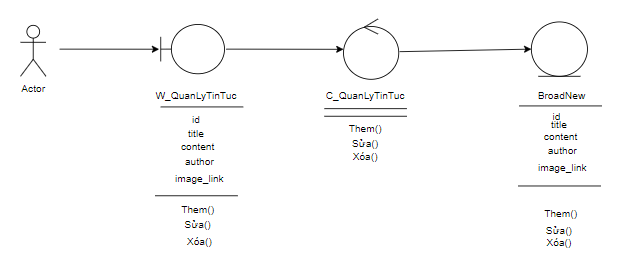 Actor
W_QuanLyTinTuc
id
title
content
author
image_link
Them()
Sửa()
Xóa()
C_QuanLyTinTuc
Them()
Sửa()
Xóa()
BroadNew
id
title
content
author
image_link
Them()
Sửa()
Xóa()